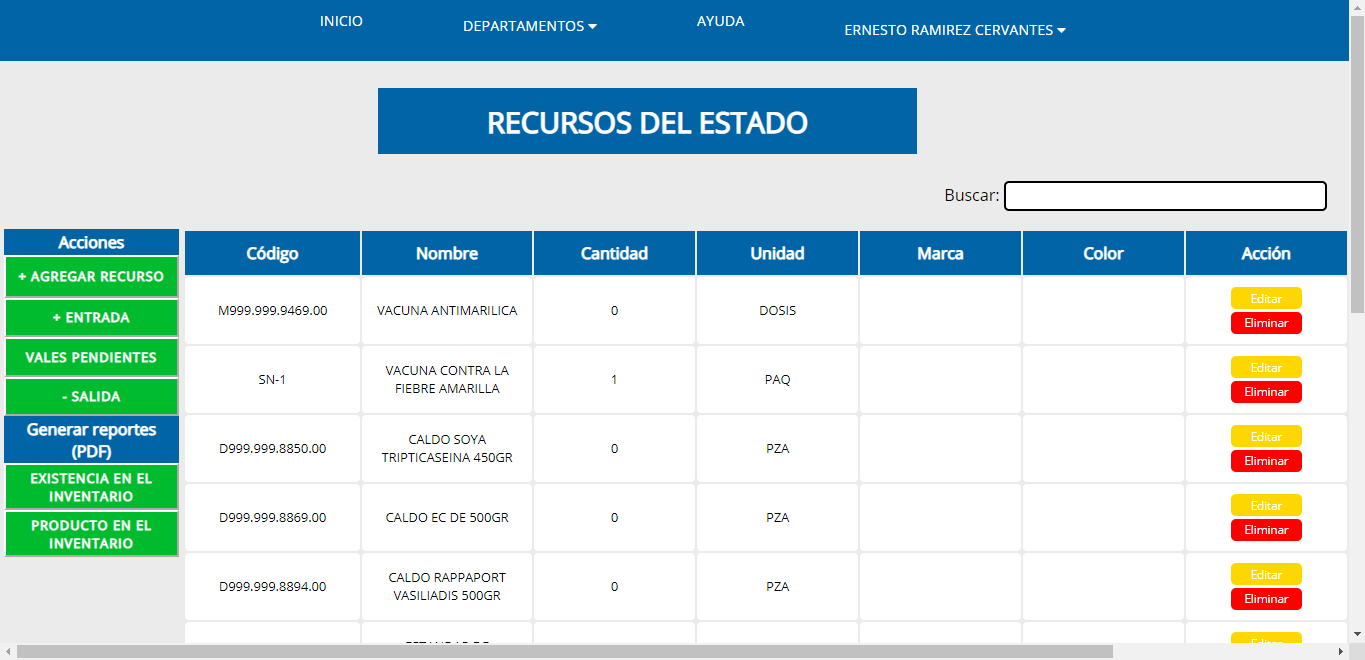 INICIO
DEPARTAMENTOS
AYUDA
ERNESTO RAMIREZ CERVANTES
RECURSOS DEL ESTADO
Buscar:
Acciones
+ AGREGAR RECURSO
+ ENTRADA
VALES PENDIENTES
- SALIDA
Generar reportes
(PDF)
EXISTENCIA EN EL
INVENTARIO
PRODUCTO EN EL
INVENTARIO
Código Nombre Cantidad Unidad Marca Color Acción
M999.999.9469.00 VACUNA ANTIMARILICA 0 DOSIS Editar
Eliminar
SN-1 VACUNA CONTRA LA
FIEBRE AMARILLA 1 PAQ Editar
Eliminar
D999.999.8850.00 CALDO SOYA
TRIPTICASEINA 450GR 0 PZA Editar
Eliminar
D999.999.8869.00 CALDO EC DE 500GR 0 PZA Editar
Eliminar
D999.999.8894.00 CALDO RAPPAPORT
VASILIADIS 500GR 0 PZA Editar
Eliminar
Editar